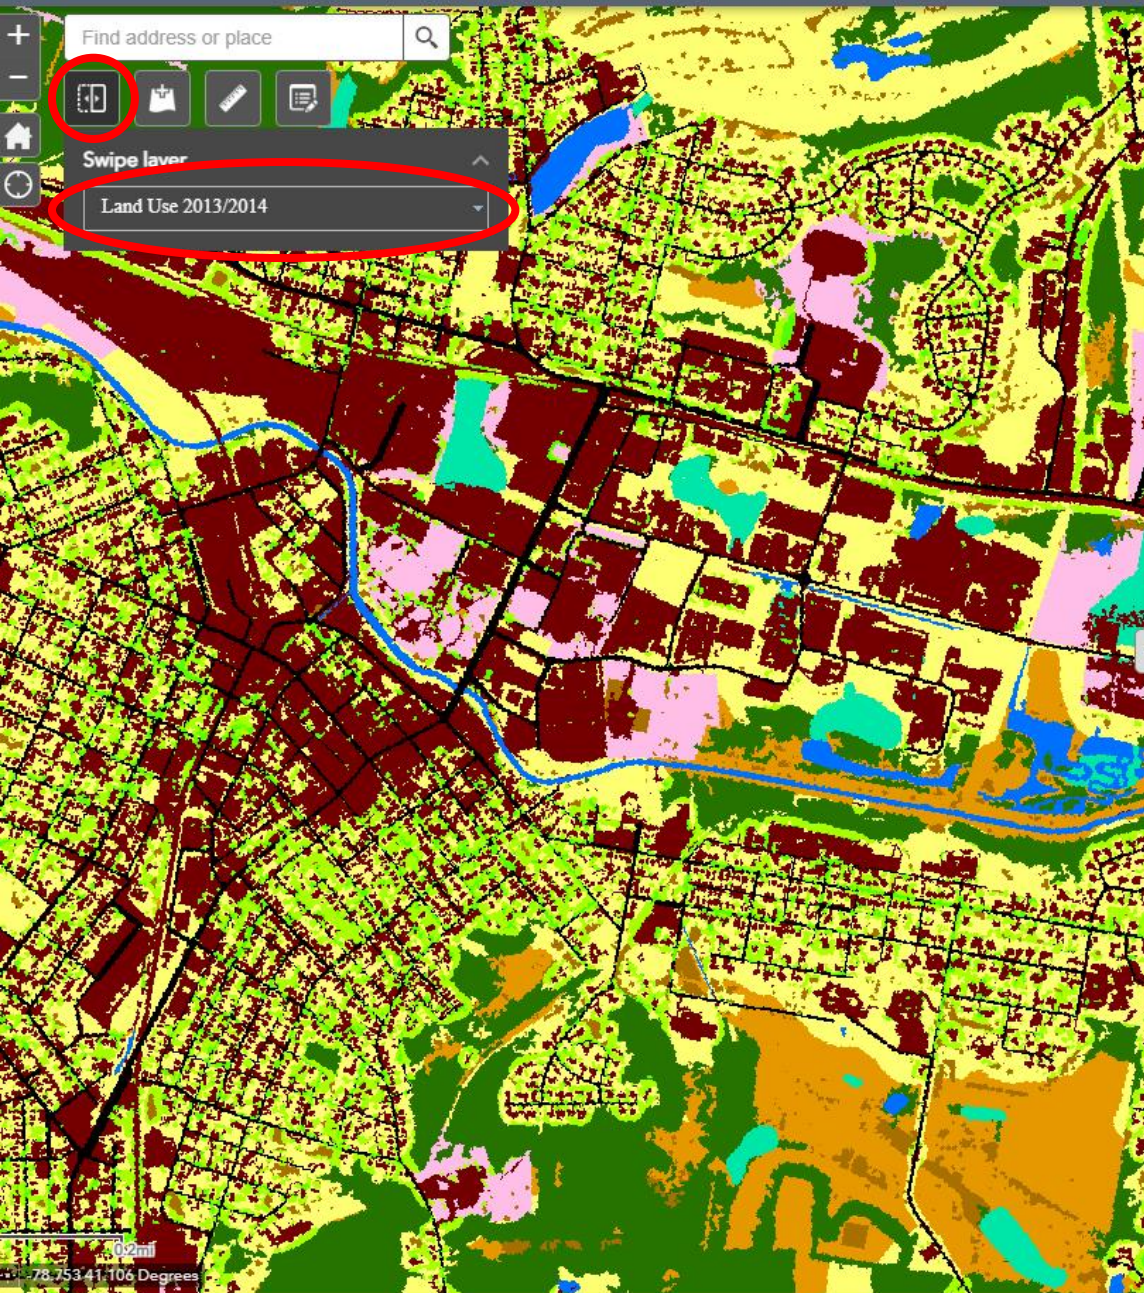 +
Find address or place
−
Swipe layer
Land Use 2013/2014
0.2mi
-78.753 41.106 Degrees